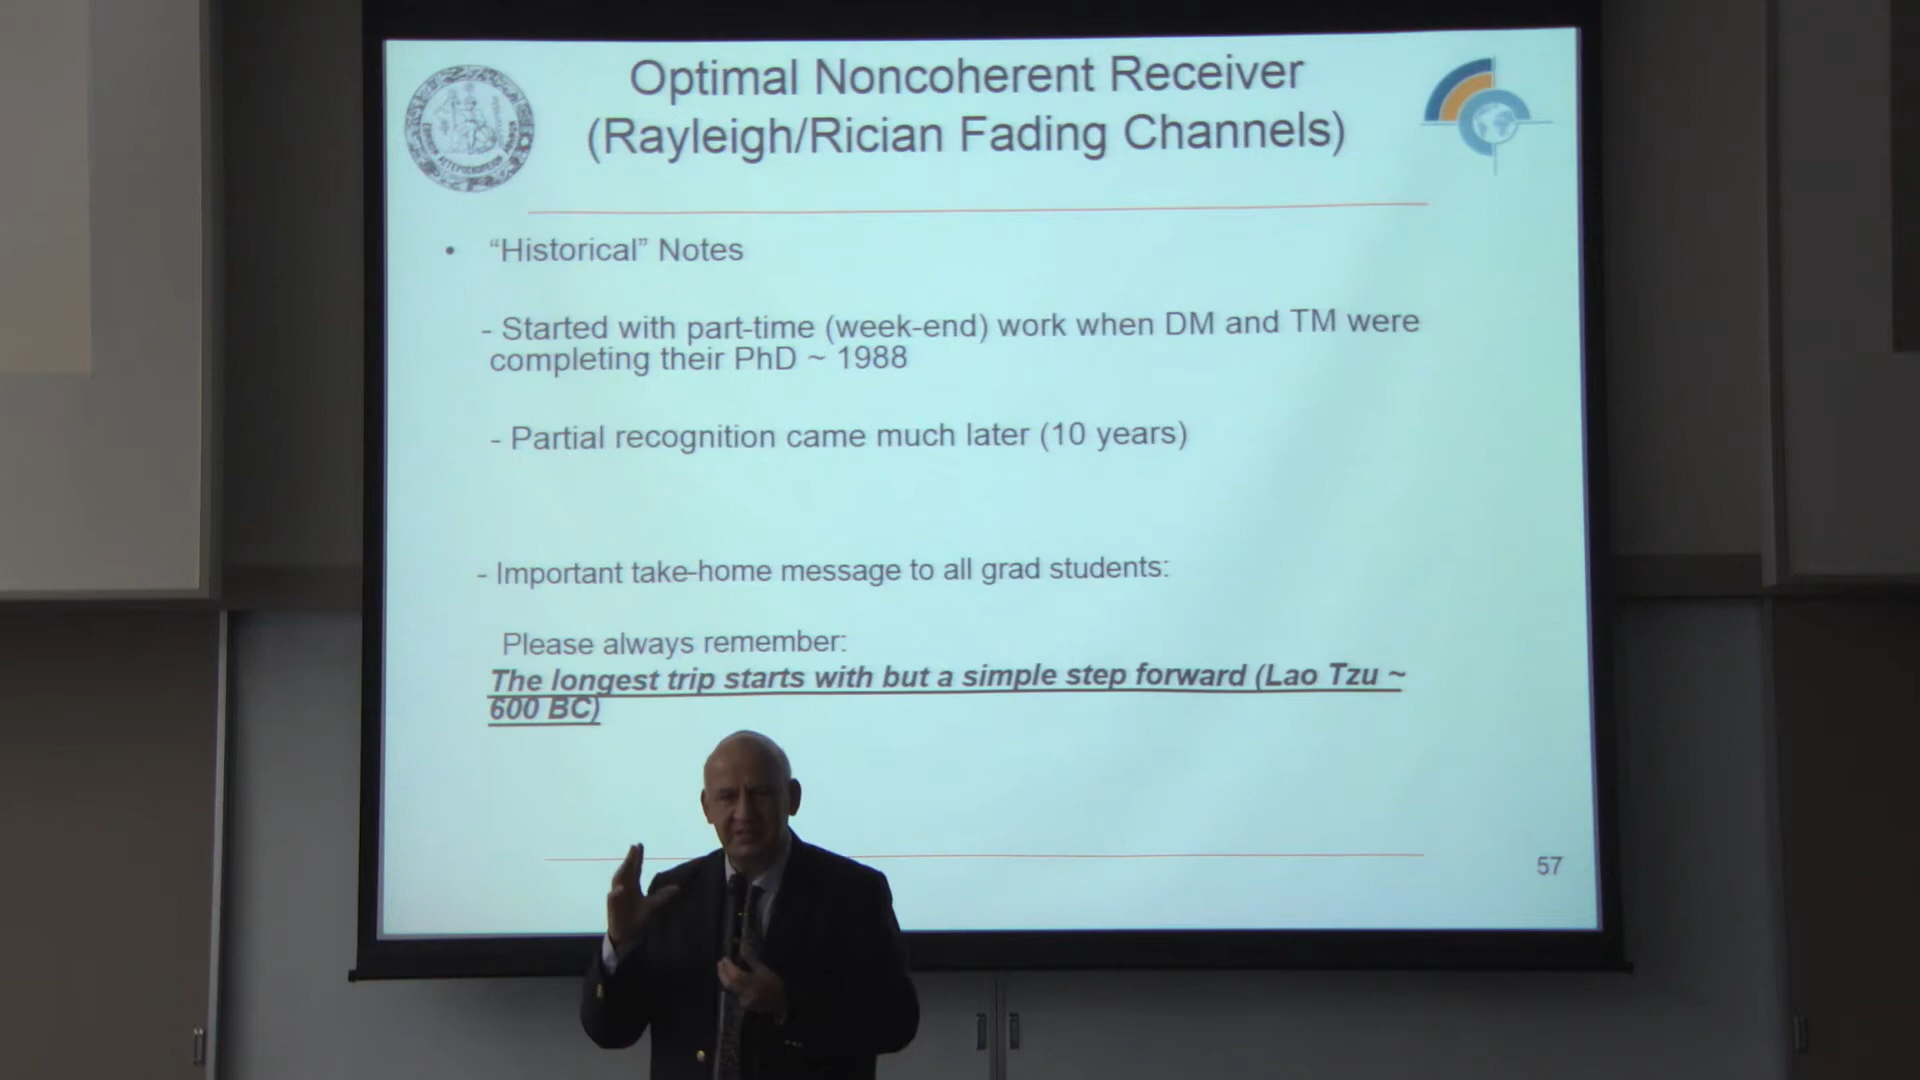 Optimal Noncoherent Receiver
(Rayleigh/Rician Fading Channels)
• “Historical” Notes
- Started with part-time (week-end) work when DM and TM were
completing their PhD ~ 1988
- Partial recognition came much later (10 years)
- Important take-home message to all grad students:
Please always remember:
The longest trip starts with but a simple step forward (Lao Tzu ~
600 BC)
57